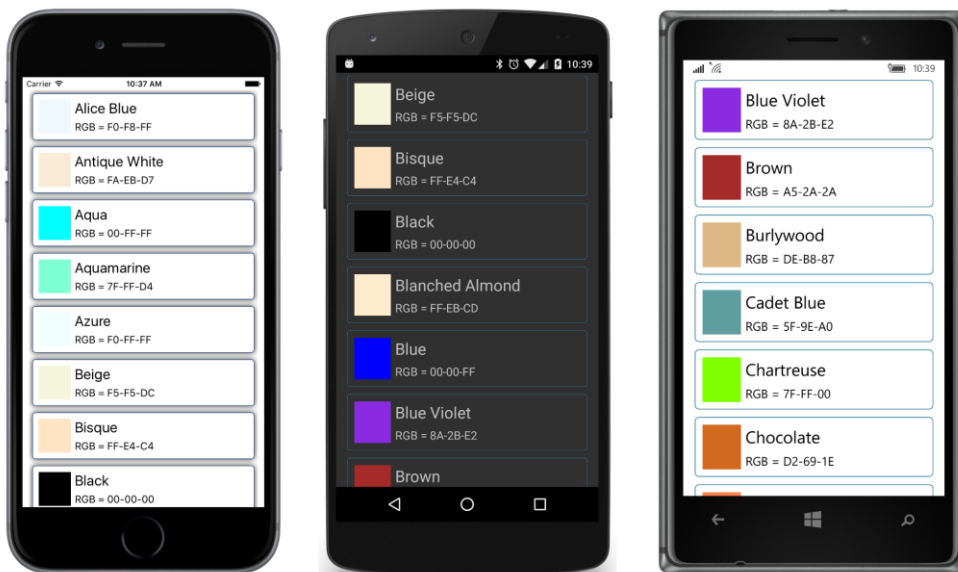 Carrier 10:37 AM
Alice Blue
RGB = F0-F8-FF
Antique White
RGB = FA-EB-D7
Aqua
RGB = 00-FF-FF
Aquamarine
RGB = 7F-FF-D4
Azure
RGB = F0-FF-FF
Beige
RGB = F5-F5-DC
Bisque
RGB = FF-E4-C4
Black
RGB = 00-00-00
10:39
Beige
RGB = F5-F5-DC
Bisque
RGB = FF-E4-C4
Black
RGB = 00-00-00
Blanched Almond
RGB = FF-EB-CD
Blue
RGB = 00-00-FF
Blue Violet
RGB = 8A-2B-E2
Brown
10:39
Blue Violet
RGB = 8A-2B-E2
Brown
RGB = A5-2A-2A
Burlywood
RGB = DE-B8-87
Cadet Blue
RGB = 5F-9E-A0
Chartreuse
RGB = 7F-FF-00
Chocolate
RGB = D2-69-1E